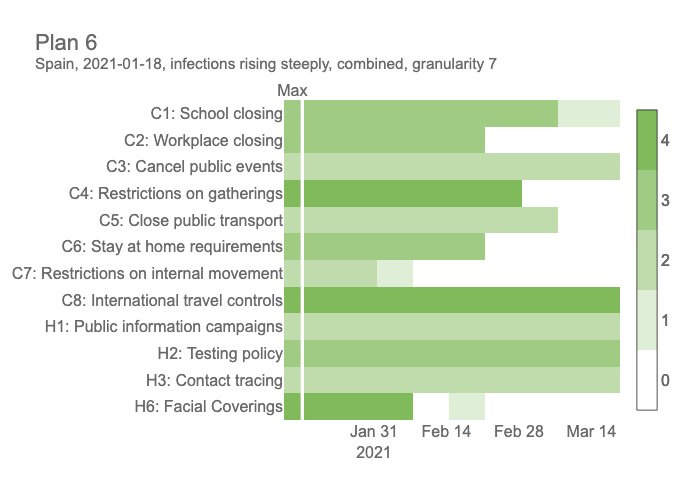 Plan 6
Spain, 2021-01-18, infections rising steeply, combined, granularity 7
Max
C1: School closing
C2: Workplace closing
C3: Cancel public events
C4: Restrictions on gatherings
C5: Close public transport
C6: Stay at home requirements
C7: Restrictions on internal movement
C8: International travel controls
H1: Public information campaigns
H2: Testing policy
H3: Contact tracing
H6: Facial Coverings
Jan 31 Feb 14 Feb 28 Mar 14
2021
4
3
2
1
0